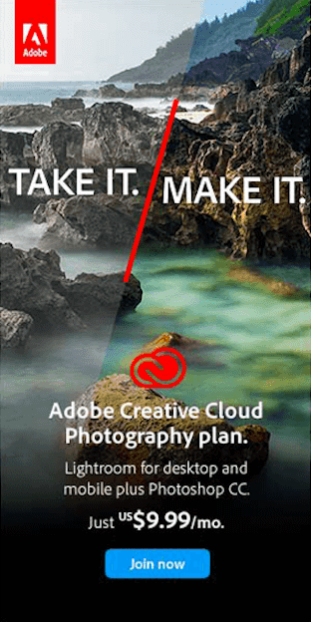 Adobe
TAKE IT.
MAKE IT.
Adobe Creative Cloud
Photography plan.
Lightroom for desktop and
mobile plus Photoshop CC.
Just US$9.99/mo.
Join now